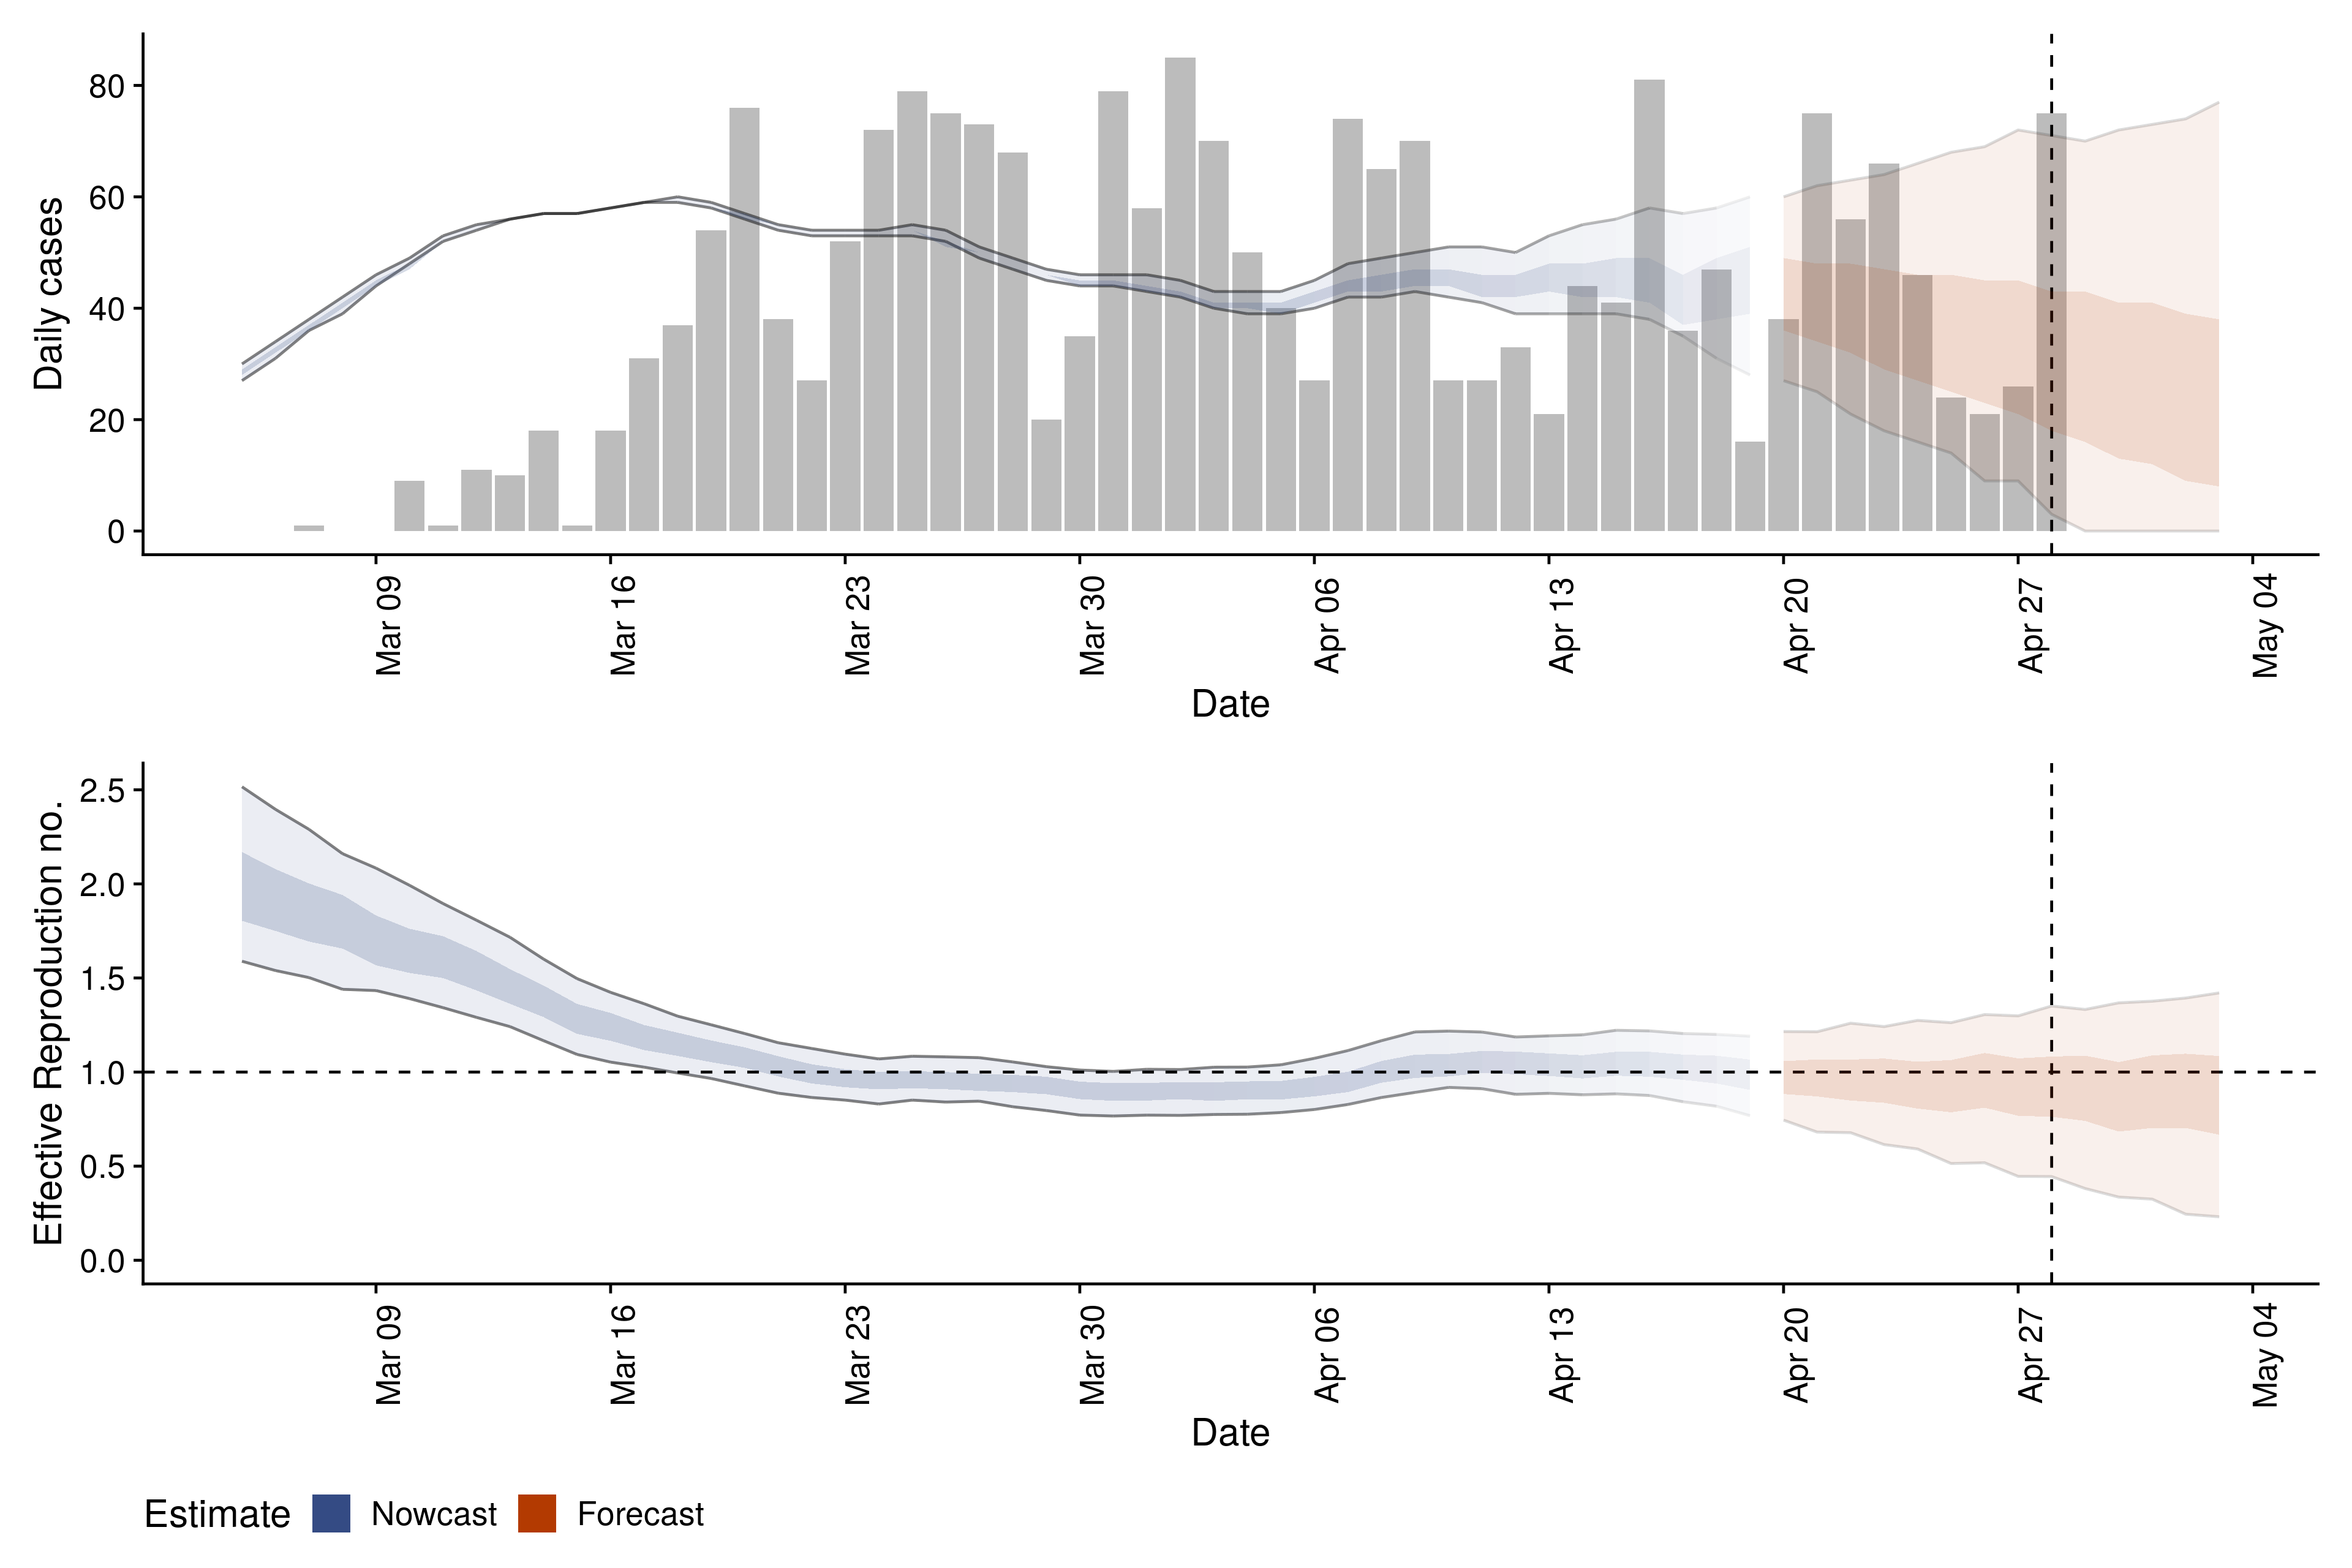 Daily cases
80
60
40
20
0
Mar 09
Mar 16
Mar 23
Mar 30
Apr 06
Apr 13
Apr 20
Apr 27
May 04
Date
Effective Reproduction no.
2.5
2.0
1.5
1.0
0.5
0.0
Mar 09
Mar 16
Mar 23
Mar 30
Apr 06
Apr 13
Apr 20
Apr 27
May 04
Date
Estimate Nowcast Forecast